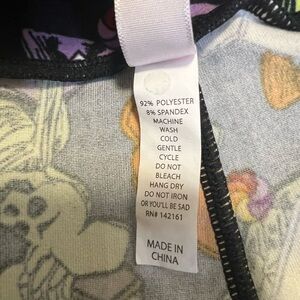 92% POLYESTER
8% SPANDEX
MACHINE
WASH
COLD
GENTLE
CYCLE
DO NOT
BLEACH
HANG DRY
DO NOT IRON
OR YOU'LL BE SAD
RN# 142161
MADE IN
CHINA